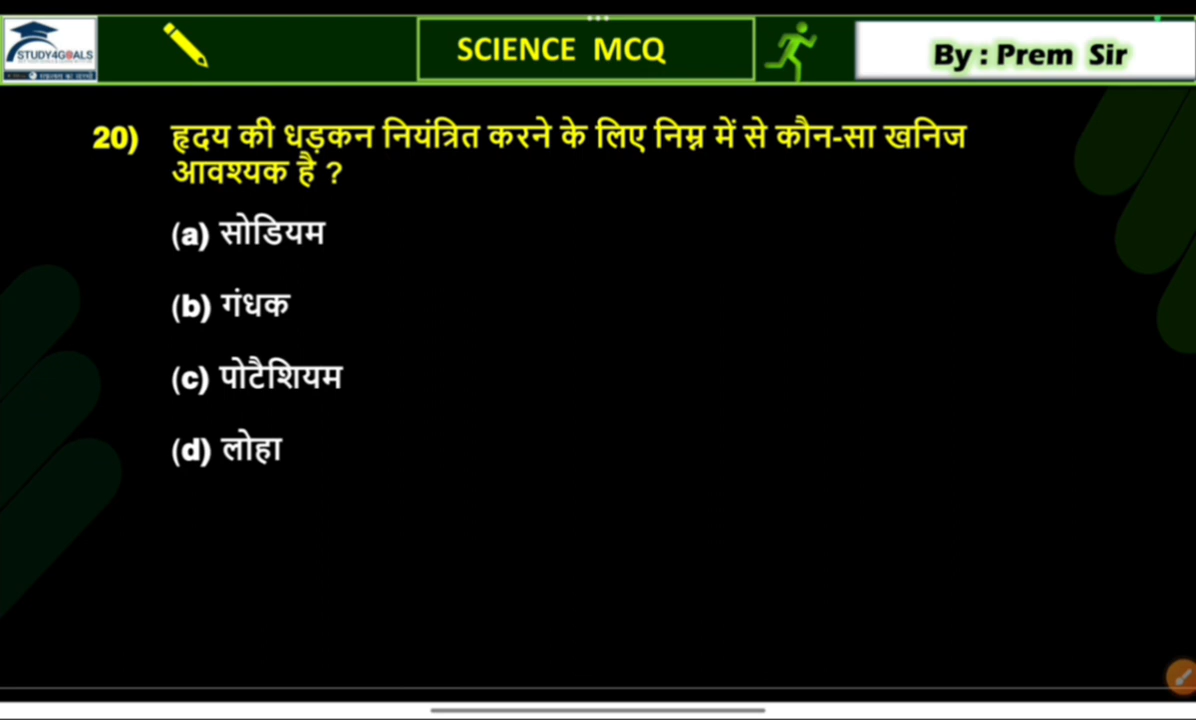 STUDY4GOALS
SCIENCE MCQ
By : Prem Sir
20) हृदय की धड़कन नियंत्रित करने के लिए निम्न में से कौन-सा खनिज
आवश्यक है ?
(a) सोडियम
(b) गंधक
(c) पोटैशियम
(d) लोहा